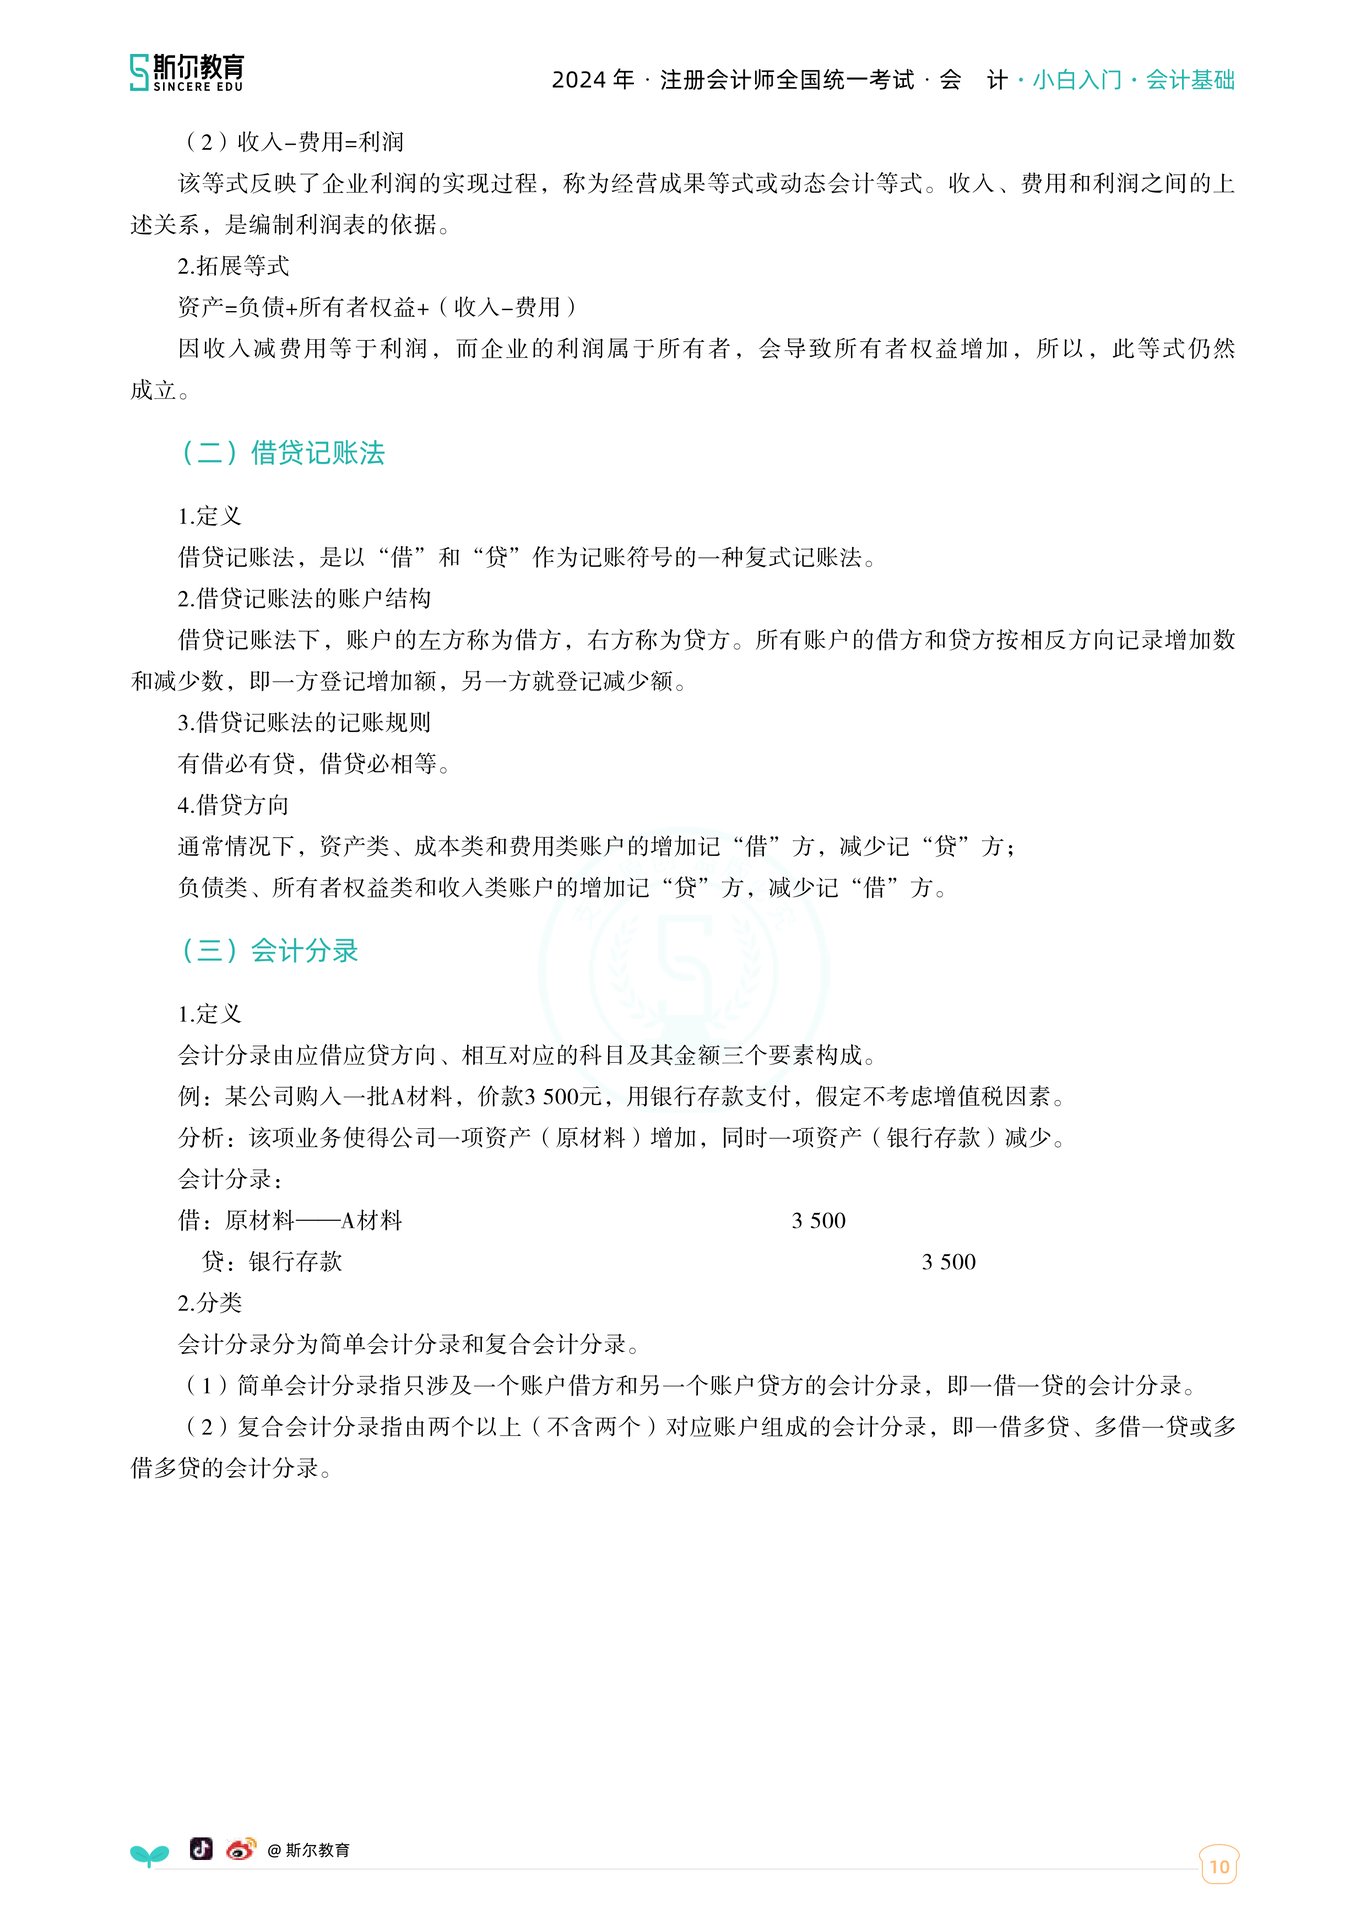 斯尔教育
SINCERE EDU
2024 年 · 注册会计师全国统一考试 · 会　计 · 小白入门 · 会计基础
（2）收入–费用=利润
该等式反映了企业利润的实现过程，称为经营成果等式或动态会计等式。收入、费用和利润之间的上
述关系，是编制利润表的依据。
2.拓展等式
资产=负债+所有者权益+（收入–费用）
因收入减费用等于利润，而企业的利润属于所有者，会导致所有者权益增加，所以，此等式仍然
成立。
（二）借贷记账法
1.定义
借贷记账法，是以“借”和“贷”作为记账符号的一种复式记账法。
2.借贷记账法的账户结构
借贷记账法下，账户的左方称为借方，右方称为贷方。所有账户的借方和贷方按相反方向记录增加数
和减少数，即一方登记增加额，另一方就登记减少额。
3.借贷记账法的记账规则
有借必有贷，借贷必相等。
4.借贷方向
通常情况下，资产类、成本类和费用类账户的增加记“借”方，减少记“贷”方；
负债类、所有者权益类和收入类账户的增加记“贷”方，减少记“借”方。
（三）会计分录
1.定义
会计分录由应借应贷方向、相互对应的科目及其金额三个要素构成。
例：某公司购入一批A材料，价款3 500元，用银行存款支付，假定不考虑增值税因素。
分析：该项业务使得公司一项资产（原材料）增加，同时一项资产（银行存款）减少。
会计分录：
借：原材料——A材料 3 500
贷：银行存款 3 500
2.分类
会计分录分为简单会计分录和复合会计分录。
（1）简单会计分录指只涉及一个账户借方和另一个账户贷方的会计分录，即一借一贷的会计分录。
（2）复合会计分录指由两个以上（不含两个）对应账户组成的会计分录，即一借多贷、多借一贷或多
借多贷的会计分录。
@ 斯尔教育
10